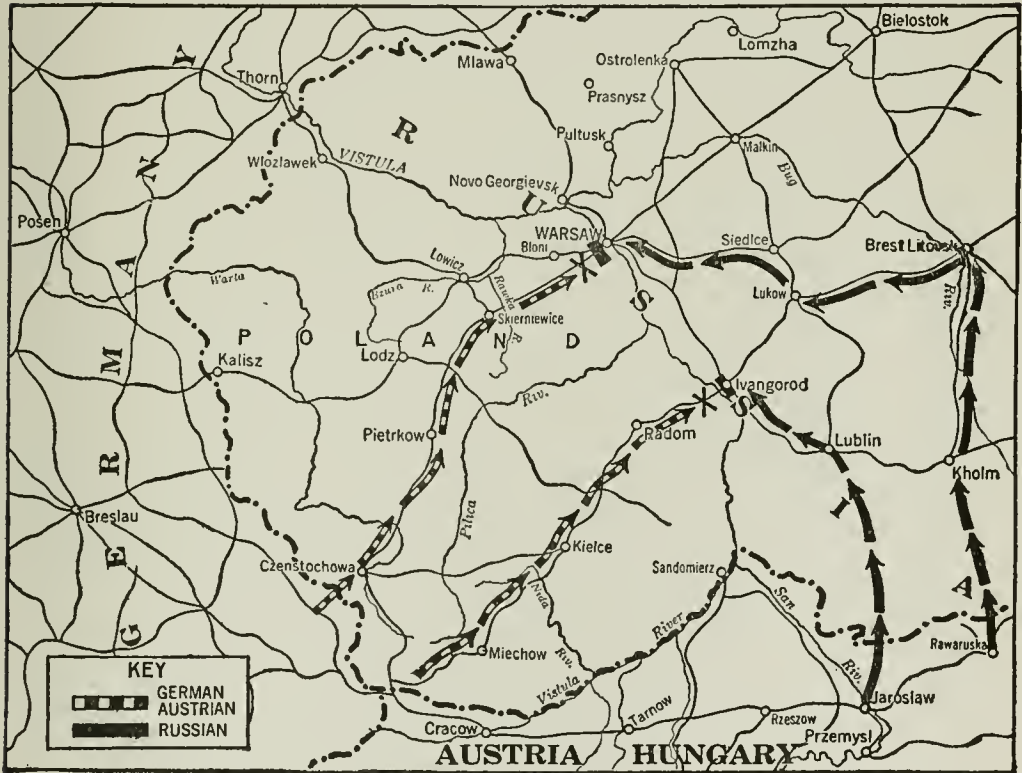 Bielostok
Lomzha
Mlawa
Ostrolenka
Thorn
Prasnysz
R
Pultusk
Malkin
Wlozlawek
VISTULA
Bug
Novo Georgievsk
U
Posen
WARSAW
Bloni
Siedlce
Brest Litovsk
Lowicz
Warta
Bzura R.
Rawka R.
Lukow
Riv.
Skierniewice
S
P O L A N D
Lodz
Kalisz
Riv.
Ivangorod
S
Pietrkow
Radom
Lublin
Kholm
Breslau
Pilica
I
Kielce
Czenstochowa
Sandomierz
San
A
Nida
River
Rawaruska
Miechow
Riv.
Riv.
Vistula
Jaroslaw
Cracow
Tarnow
Rzeszow
Przemysl
AUSTRIA HUNGARY
G E R M A N Y
KEY
GERMAN
AUSTRIAN
RUSSIAN